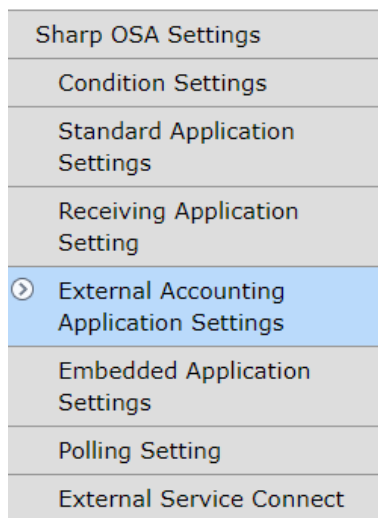 Sharp OSA Settings
Condition Settings
Standard Application
Settings
Receiving Application
Setting
External Accounting
Application Settings
Embedded Application
Settings
Polling Setting
External Service Connect